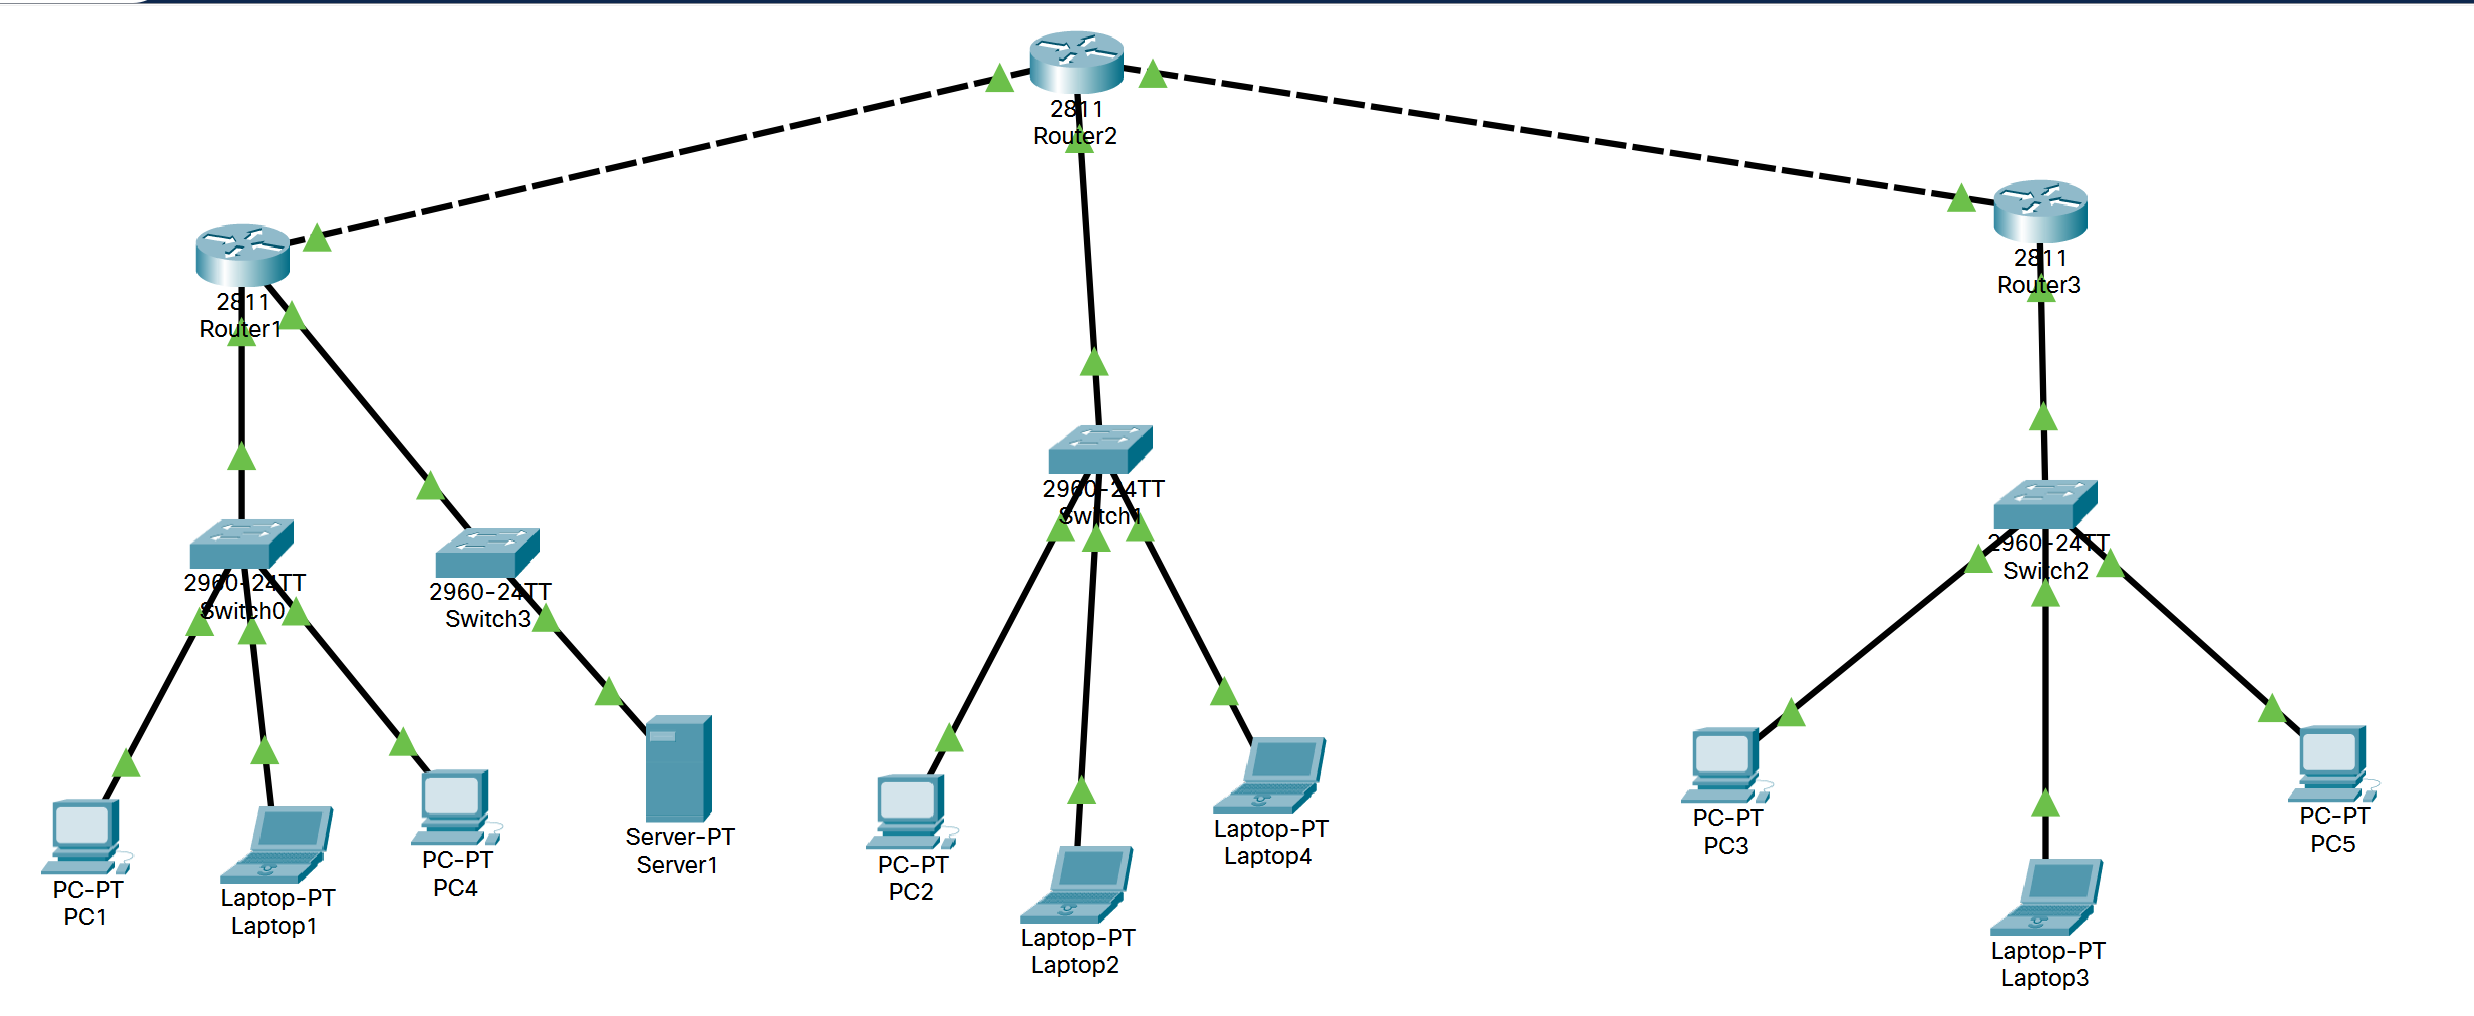 2811
Router2
2811
Router1
2811
Router3
2960-24TT
Switch0
2960-24TT
Switch3
2960-24TT
Switch1
2960-24TT
Switch2
PC-PT
PC1
Laptop-PT
Laptop1
PC-PT
PC4
Server-PT
Server1
PC-PT
PC2
Laptop-PT
Laptop2
Laptop-PT
Laptop4
PC-PT
PC3
Laptop-PT
Laptop3
PC-PT
PC5